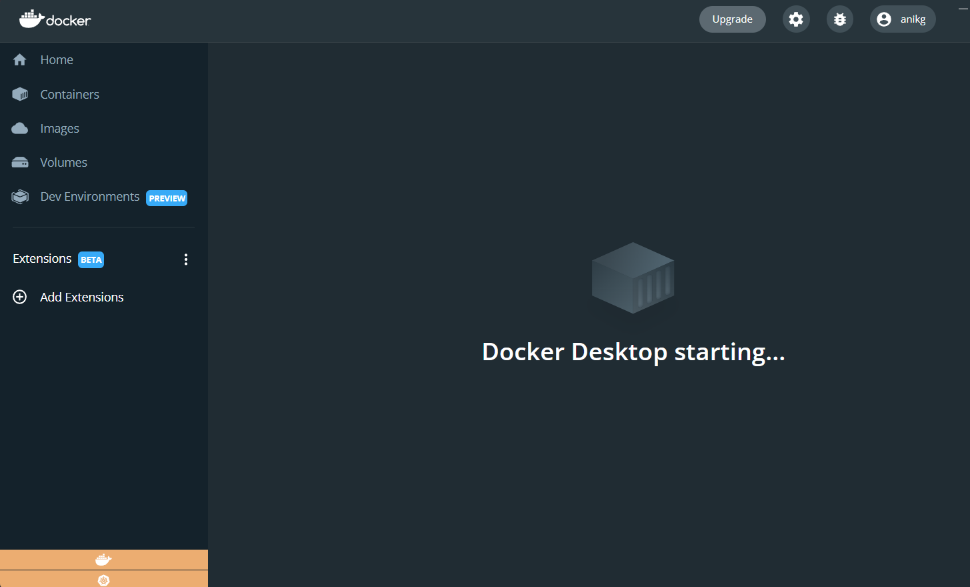 docker
Upgrade
anikg
Home
Containers
Images
Volumes
Dev Environments PREVIEW
Extensions BETA
Add Extensions
Docker Desktop starting...